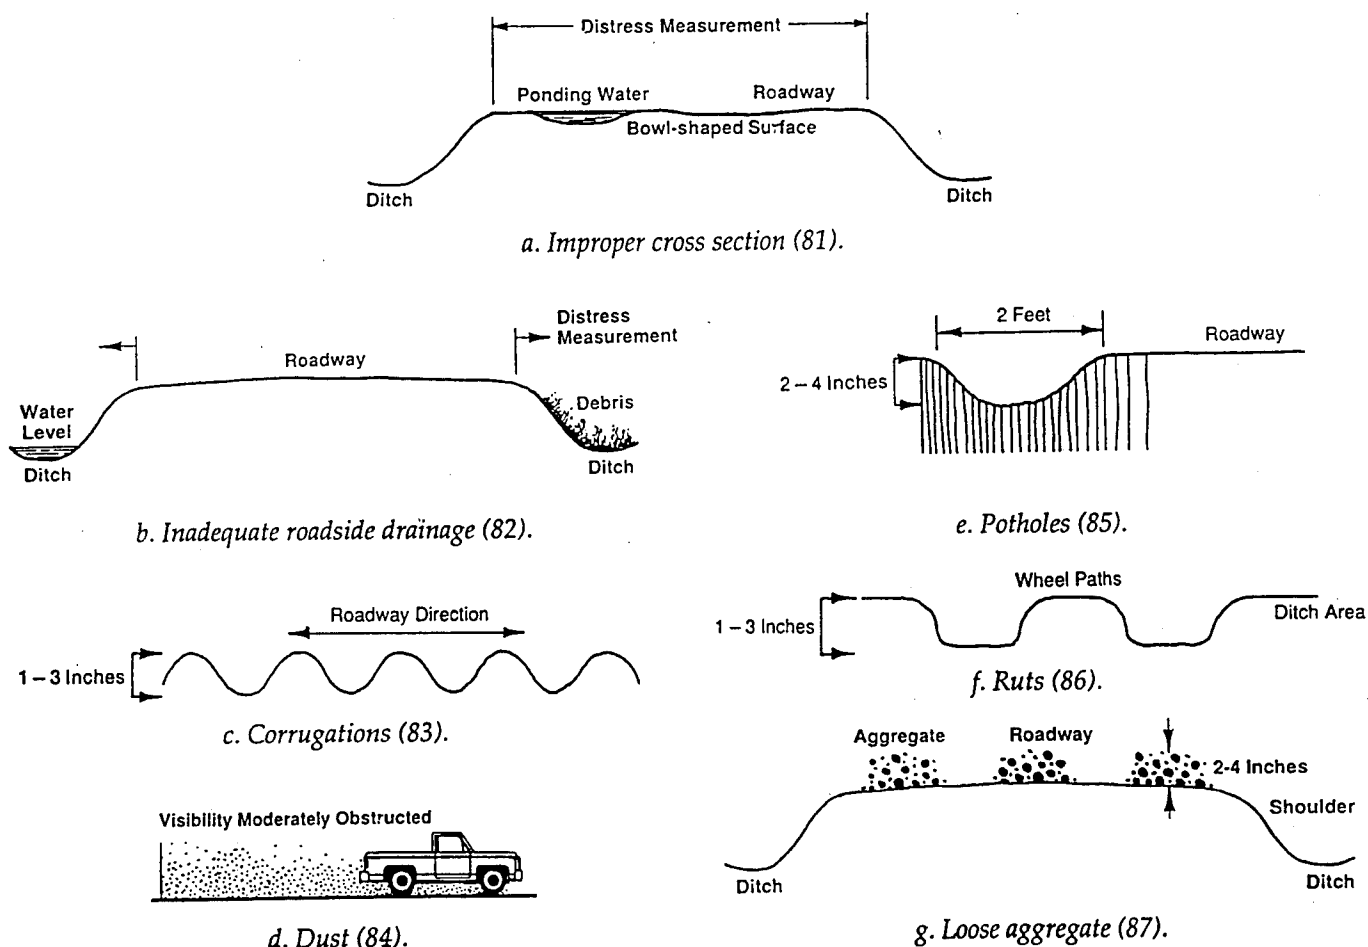 Distress Measurement
Ponding Water
Roadway
Bowl-shaped Surface
Ditch
Ditch
a. Improper cross section (81).
Distress
Measurement
Roadway
Water
Level
Debris
Ditch
Ditch
b. Inadequate roadside drainage (82).
Roadway Direction
1 – 3 Inches
c. Corrugations (83).
Visibility Moderately Obstructed
d. Dust (84).
2 Feet
Roadway
2 – 4 Inches
e. Potholes (85).
Wheel Paths
Ditch Area
1 – 3 Inches
f. Ruts (86).
Aggregate
Roadway
2-4 Inches
Shoulder
Ditch
Ditch
g. Loose aggregate (87).